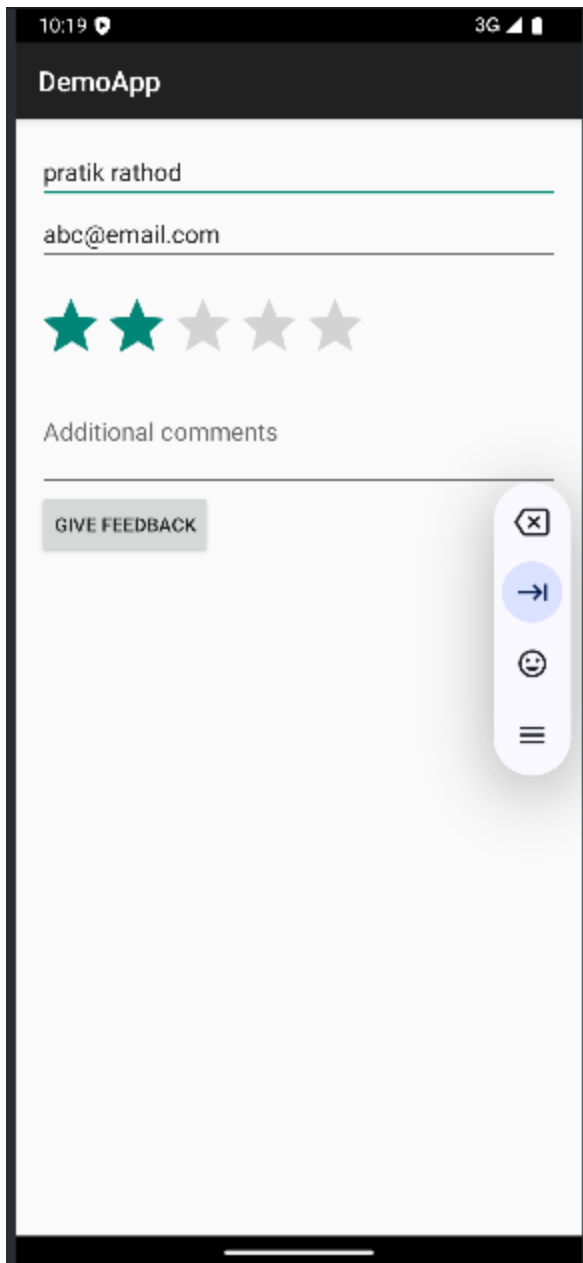 10:19 3G
DemoApp
pratik rathod
abc@email.com
Additional comments
GIVE FEEDBACK